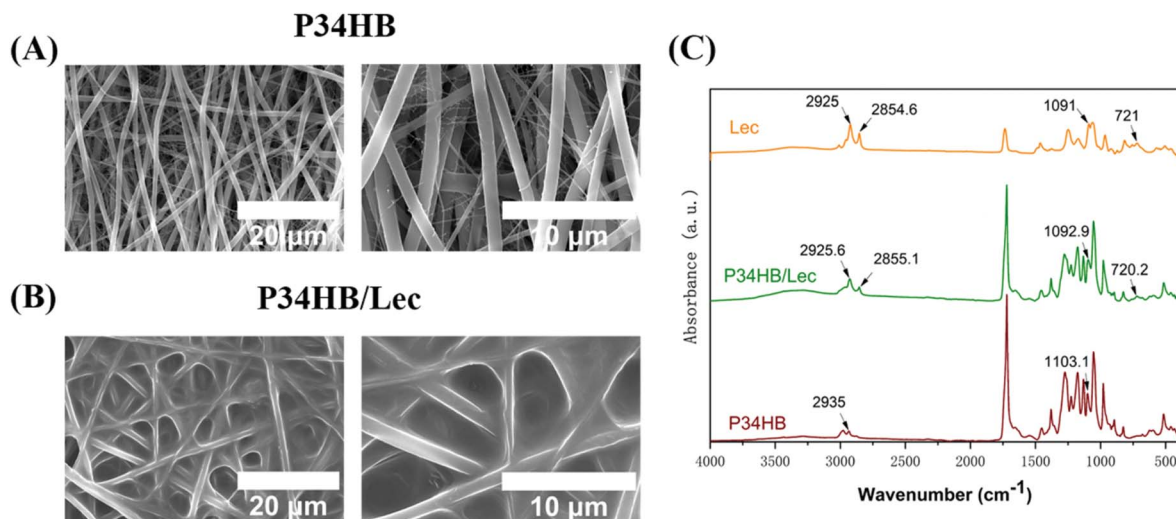 P34HB
(A)
20 µm
10 µm
P34HB/Lec
(B)
20 µm
10 µm
(C)
2925
2854.6
1091
721
Lec
2925.6
2855.1
1092.9
720.2
P34HB/Lec
1103.1
2935
P34HB
Absorbance (a.u.)
4000 3500 3000 2500 2000 1500 1000 500
Wavenumber (cm⁻¹)